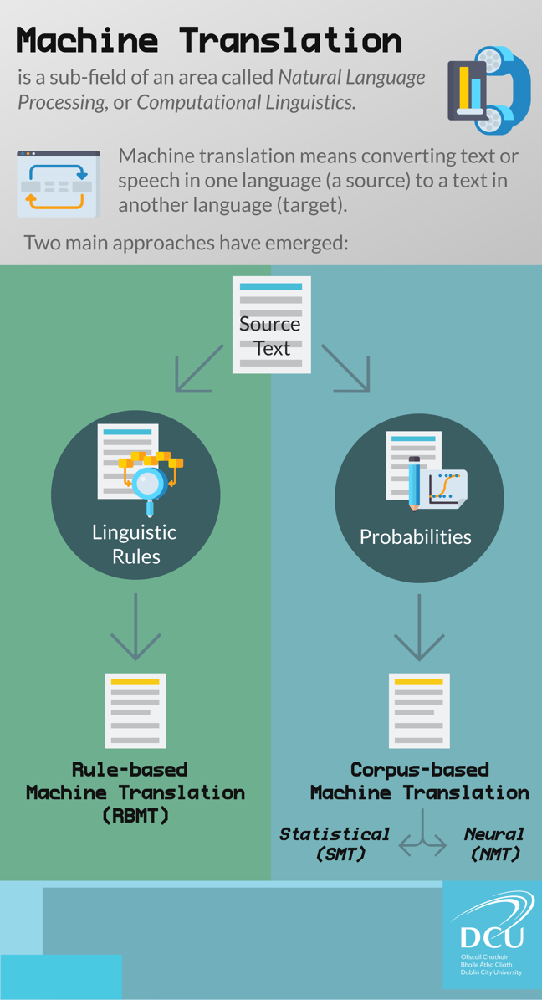 Machine Translation
is a sub-field of an area called Natural Language
Processing, or Computational Linguistics.
Machine translation means converting text or
speech in one language (a source) to a text in
another language (target).
Two main approaches have emerged:
Source
Text
Linguistic
Rules
Probabilities
Rule-based
Machine Translation
(RBMT)
Corpus-based
Machine Translation
Statistical
(SMT)
Neural
(NMT)
DCU
Ollscoil Chathair
Bhaile Átha Cliath
Dublin City University